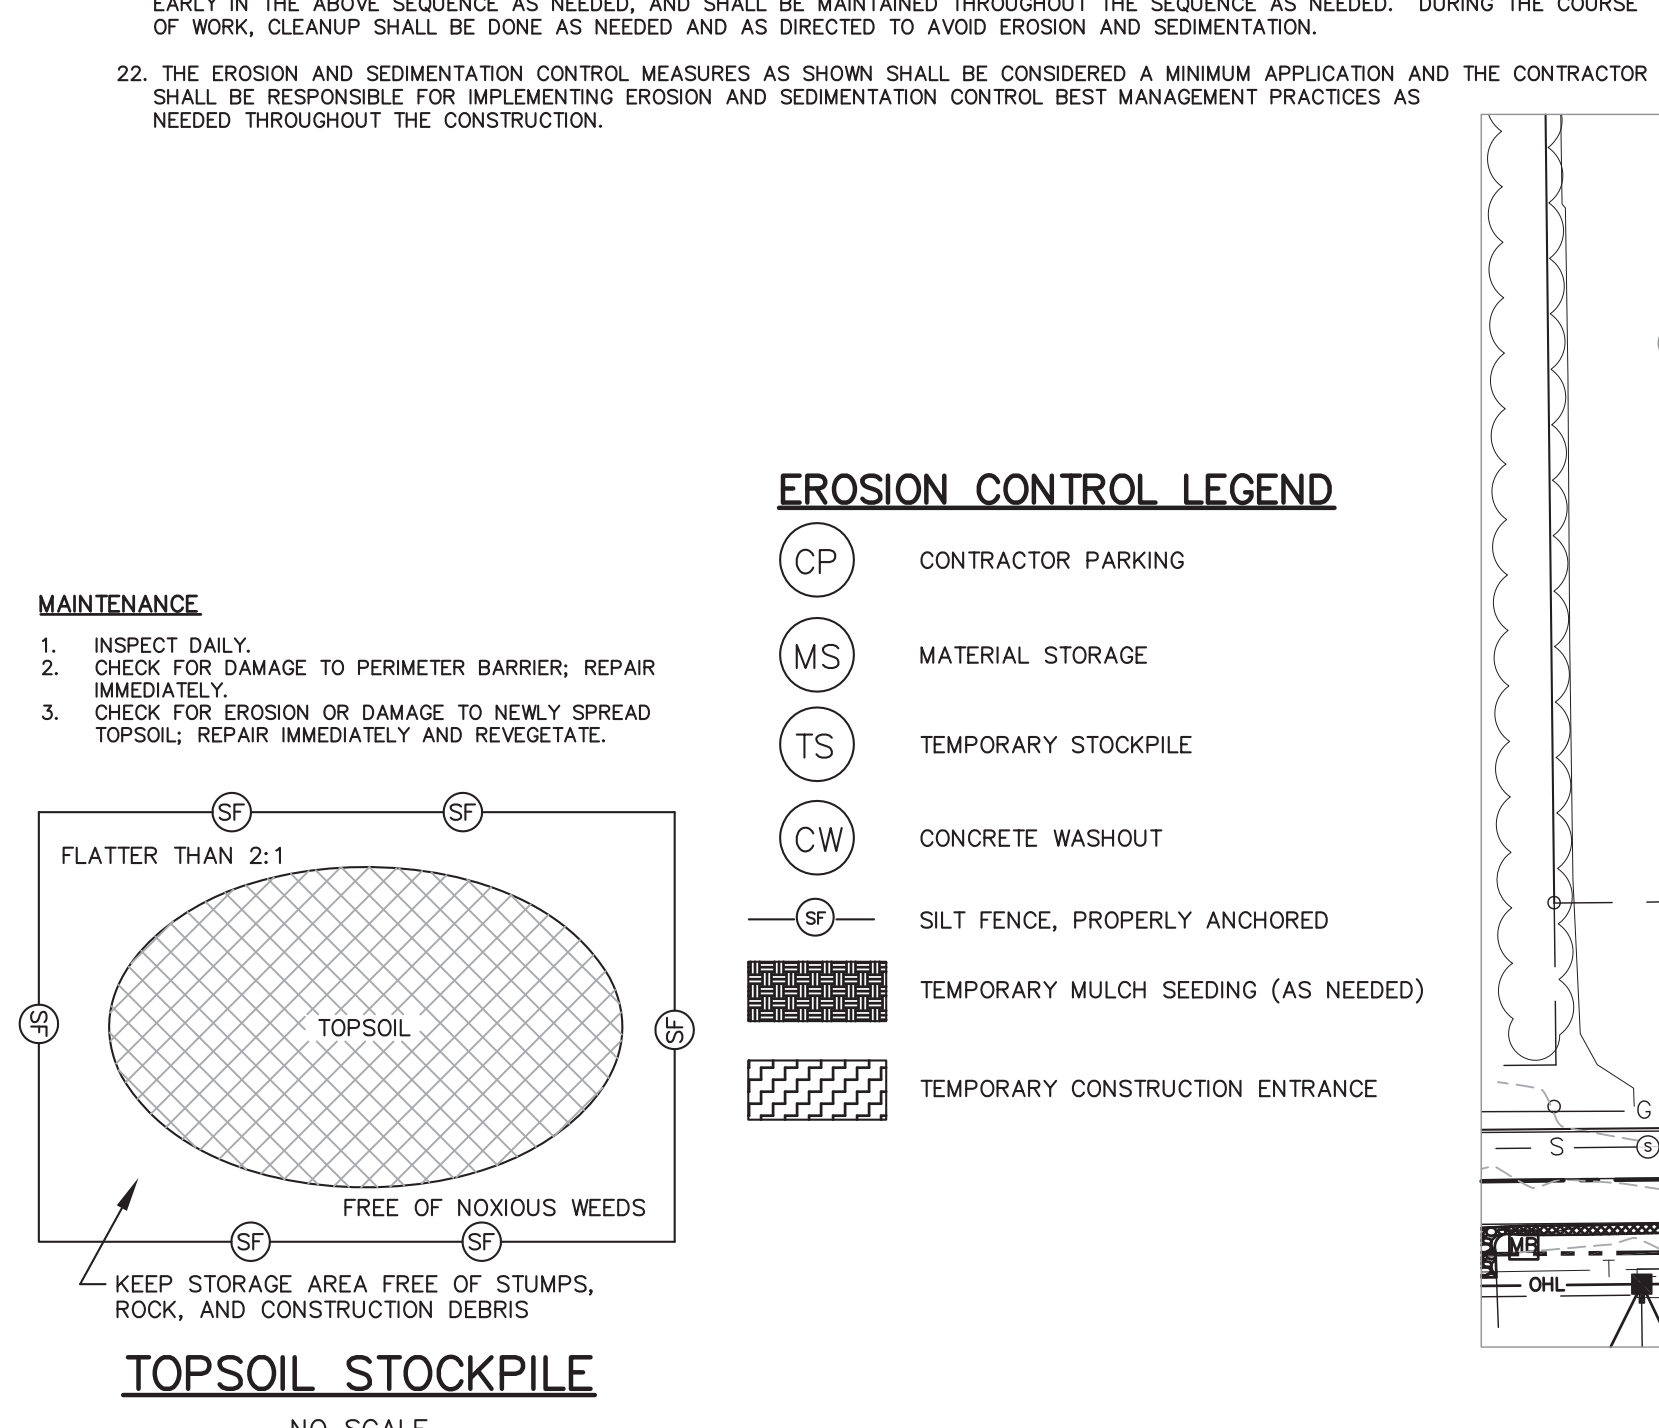 EARLY IN THE ABOVE SEQUENCE AS NEEDED, AND SHALL BE MAINTAINED THROUGHOUT THE SEQUENCE AS NEEDED. DURING THE COURSE
OF WORK, CLEANUP SHALL BE DONE AS NEEDED AND AS DIRECTED TO AVOID EROSION AND SEDIMENTATION.
22. THE EROSION AND SEDIMENTATION CONTROL MEASURES AS SHOWN SHALL BE CONSIDERED A MINIMUM APPLICATION AND THE CONTRACTOR
SHALL BE RESPONSIBLE FOR IMPLEMENTING EROSION AND SEDIMENTATION CONTROL BEST MANAGEMENT PRACTICES AS
NEEDED THROUGHOUT THE CONSTRUCTION.
MAINTENANCE
1. INSPECT DAILY.
2. CHECK FOR DAMAGE TO PERIMETER BARRIER; REPAIR
IMMEDIATELY.
3. CHECK FOR EROSION OR DAMAGE TO NEWLY SPREAD
TOPSOIL; REPAIR IMMEDIATELY AND REVEGETATE.
SF SF
FLATTER THAN 2:1
SF
TOPSOIL
SF
FREE OF NOXIOUS WEEDS
SF SF
KEEP STORAGE AREA FREE OF STUMPS,
ROCK, AND CONSTRUCTION DEBRIS
TOPSOIL STOCKPILE
NO SCALE
EROSION CONTROL LEGEND
CP CONTRACTOR PARKING
MS MATERIAL STORAGE
TS TEMPORARY STOCKPILE
CW CONCRETE WASHOUT
SF SILT FENCE, PROPERLY ANCHORED
TEMPORARY MULCH SEEDING (AS NEEDED)
TEMPORARY CONSTRUCTION ENTRANCE
G
S S
MB
T
OHL